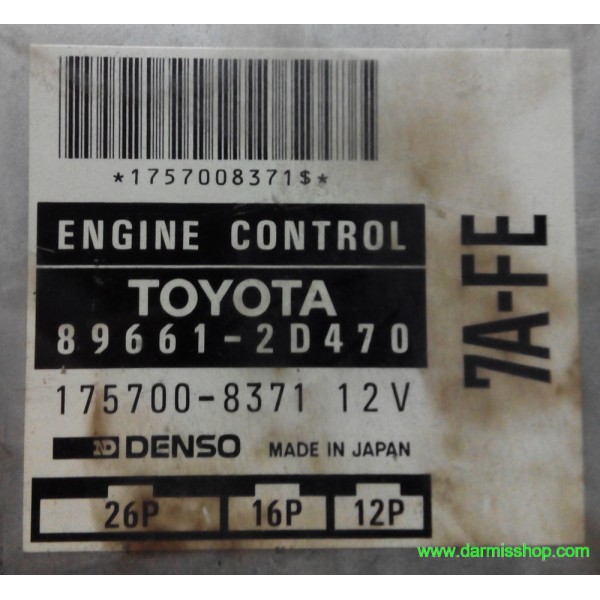 *1757008371$*
ENGINE CONTROL
TOYOTA
89661-2D470
175700-8371 12V
ND DENSO MADE IN JAPAN
26P 16P 12P
7A-FE
www.darmisshop.com